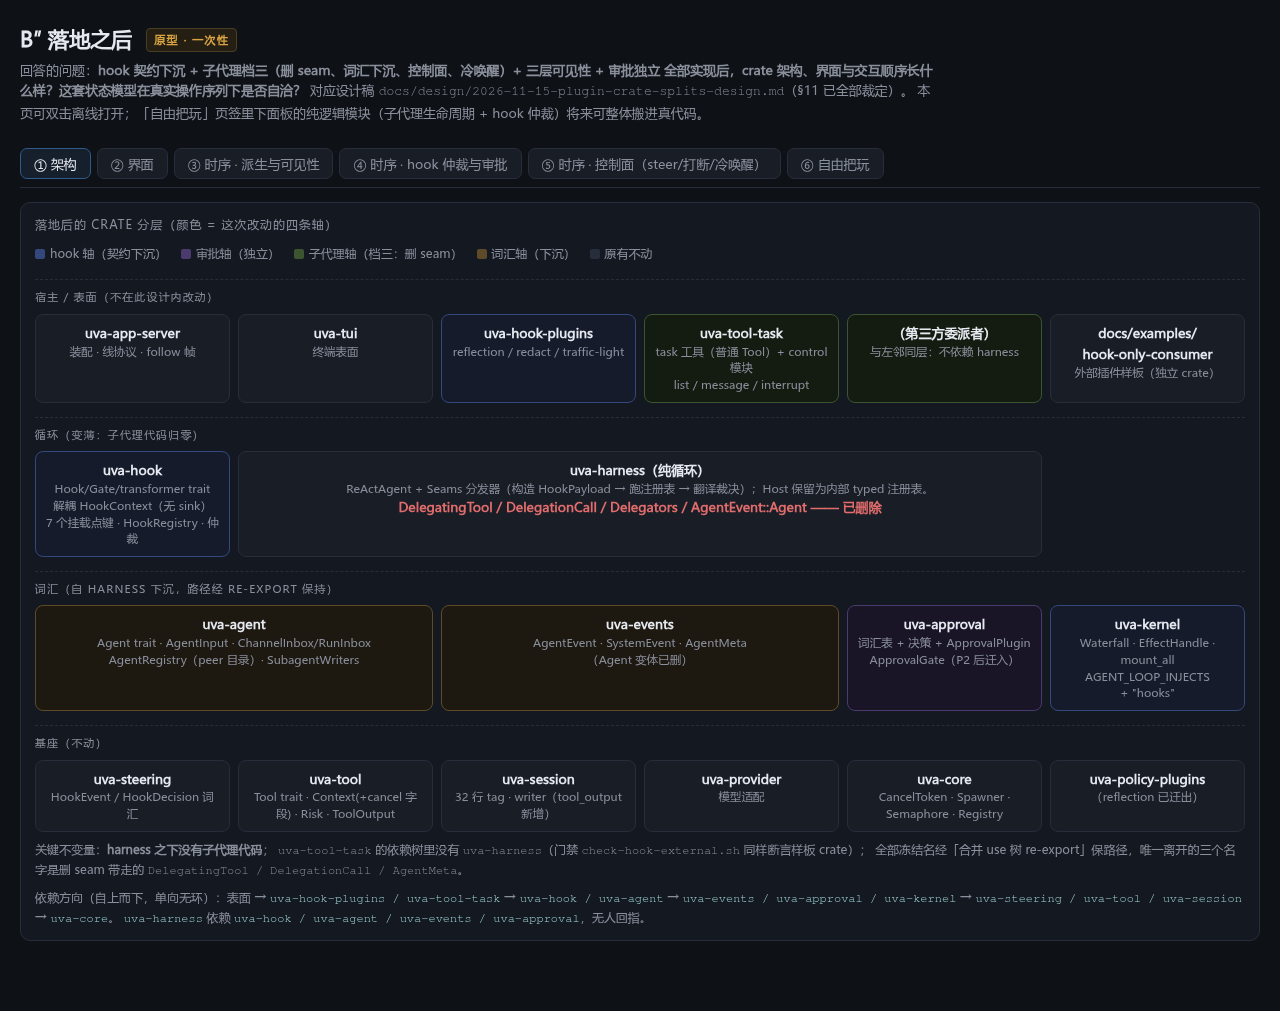 B″ 落地之后 原型 · 一次性
回答的问题：hook 契约下沉 + 子代理档三（删 seam、词汇下沉、控制面、冷唤醒）+ 三层可见性 + 审批独立 全部实现后，crate 架构、界面与交互顺序长什
么样？这套状态模型在真实操作序列下是否自洽？ 对应设计稿 docs/design/2026-11-15-plugin-crate-splits-design.md（§11 已全部裁定）。 本
页可双击离线打开；「自由把玩」页签里下面板的纯逻辑模块（子代理生命周期 + hook 仲裁）将来可整体搬进真代码。
① 架构
② 界面
③ 时序 · 派生与可见性
④ 时序 · hook 仲裁与审批
⑤ 时序 · 控制面（steer/打断/冷唤醒）
⑥ 自由把玩
落地后的 CRATE 分层（颜色 = 这次改动的四条轴）
hook 轴（契约下沉）
审批轴（独立）
子代理轴（档三：删 seam）
词汇轴（下沉）
原有不动
宿主 / 表面（不在此设计内改动）
uva-app-server
装配 · 线协议 · follow 帧
uva-tui
终端表面
uva-hook-plugins
reflection / redact / traffic-light
uva-tool-task
task 工具（普通 Tool）+ control
模块
list / message / interrupt
（第三方委派者）
与左邻同层：不依赖 harness
docs/examples/
hook-only-consumer
外部插件样板（独立 crate）
循环（变薄：子代理代码归零）
uva-hook
Hook/Gate/transformer trait
解耦 HookContext（无 sink）
7 个挂载点键 · HookRegistry · 仲
裁
uva-harness（纯循环）
ReActAgent + Seams 分发器（构造 HookPayload → 跑注册表 → 翻译裁决）；Host 保留为内部 typed 注册表。
DelegatingTool / DelegationCall / Delegators / AgentEvent::Agent —— 已删除
词汇（自 HARNESS 下沉，路径经 RE-EXPORT 保持）
uva-agent
Agent trait · AgentInput · ChannelInbox/RunInbox
AgentRegistry（peer 目录）· SubagentWriters
uva-events
AgentEvent · SystemEvent · AgentMeta
（Agent 变体已删）
uva-approval
词汇表 + 决策 + ApprovalPlugin
ApprovalGate（P2 后迁入）
uva-kernel
Waterfall · EffectHandle ·
mount_all
AGENT_LOOP_INJECTS
+ "hooks"
基座（不动）
uva-steering
HookEvent / HookDecision 词
汇
uva-tool
Tool trait · Context(+cancel 字
段) · Risk · ToolOutput
uva-session
32 行 tag · writer（tool_output
新增）
uva-provider
模型适配
uva-core
CancelToken · Spawner ·
Semaphore · Registry
uva-policy-plugins
（reflection 已迁出）
关键不变量：harness 之下没有子代理代码； uva-tool-task 的依赖树里没有 uva-harness（门禁 check-hook-external.sh 同样断言样板 crate）； 全部冻结名经「合并 use 树 re-export」保路径，唯一离开的三个名
字是删 seam 带走的 DelegatingTool / DelegationCall / AgentMeta。
依赖方向（自上而下，单向无环）：表面 → uva-hook-plugins / uva-tool-task → uva-hook / uva-agent → uva-events / uva-approval / uva-kernel → uva-steering / uva-tool / uva-session
→ uva-core。 uva-harness 依赖 uva-hook / uva-agent / uva-events / uva-approval，无人回指。